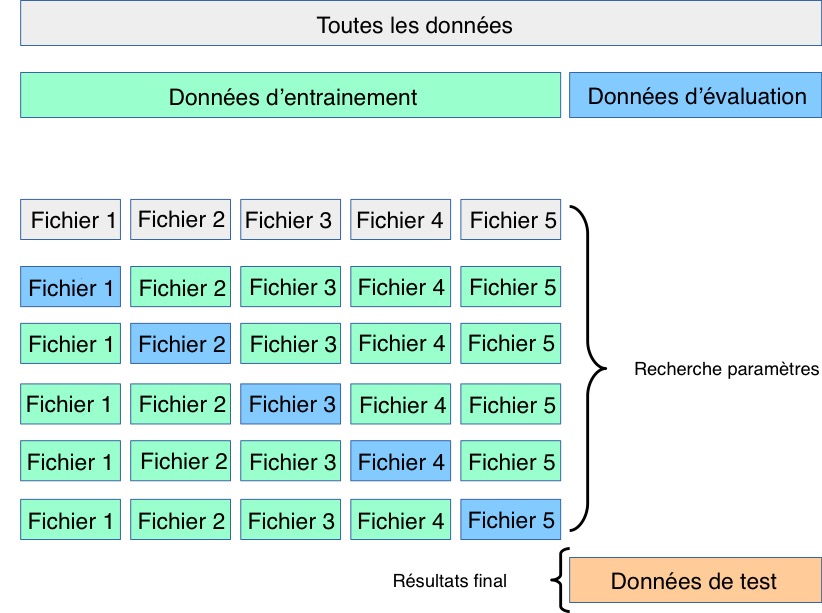 Toutes les données
Données d'entrainement Données d'évaluation
Fichier 1 Fichier 2 Fichier 3 Fichier 4 Fichier 5
Fichier 1 Fichier 2 Fichier 3 Fichier 4 Fichier 5
Fichier 1 Fichier 2 Fichier 3 Fichier 4 Fichier 5
Recherche paramètres
Fichier 1 Fichier 2 Fichier 3 Fichier 4 Fichier 5
Fichier 1 Fichier 2 Fichier 3 Fichier 4 Fichier 5
Fichier 1 Fichier 2 Fichier 3 Fichier 4 Fichier 5
Résultats final Données de test